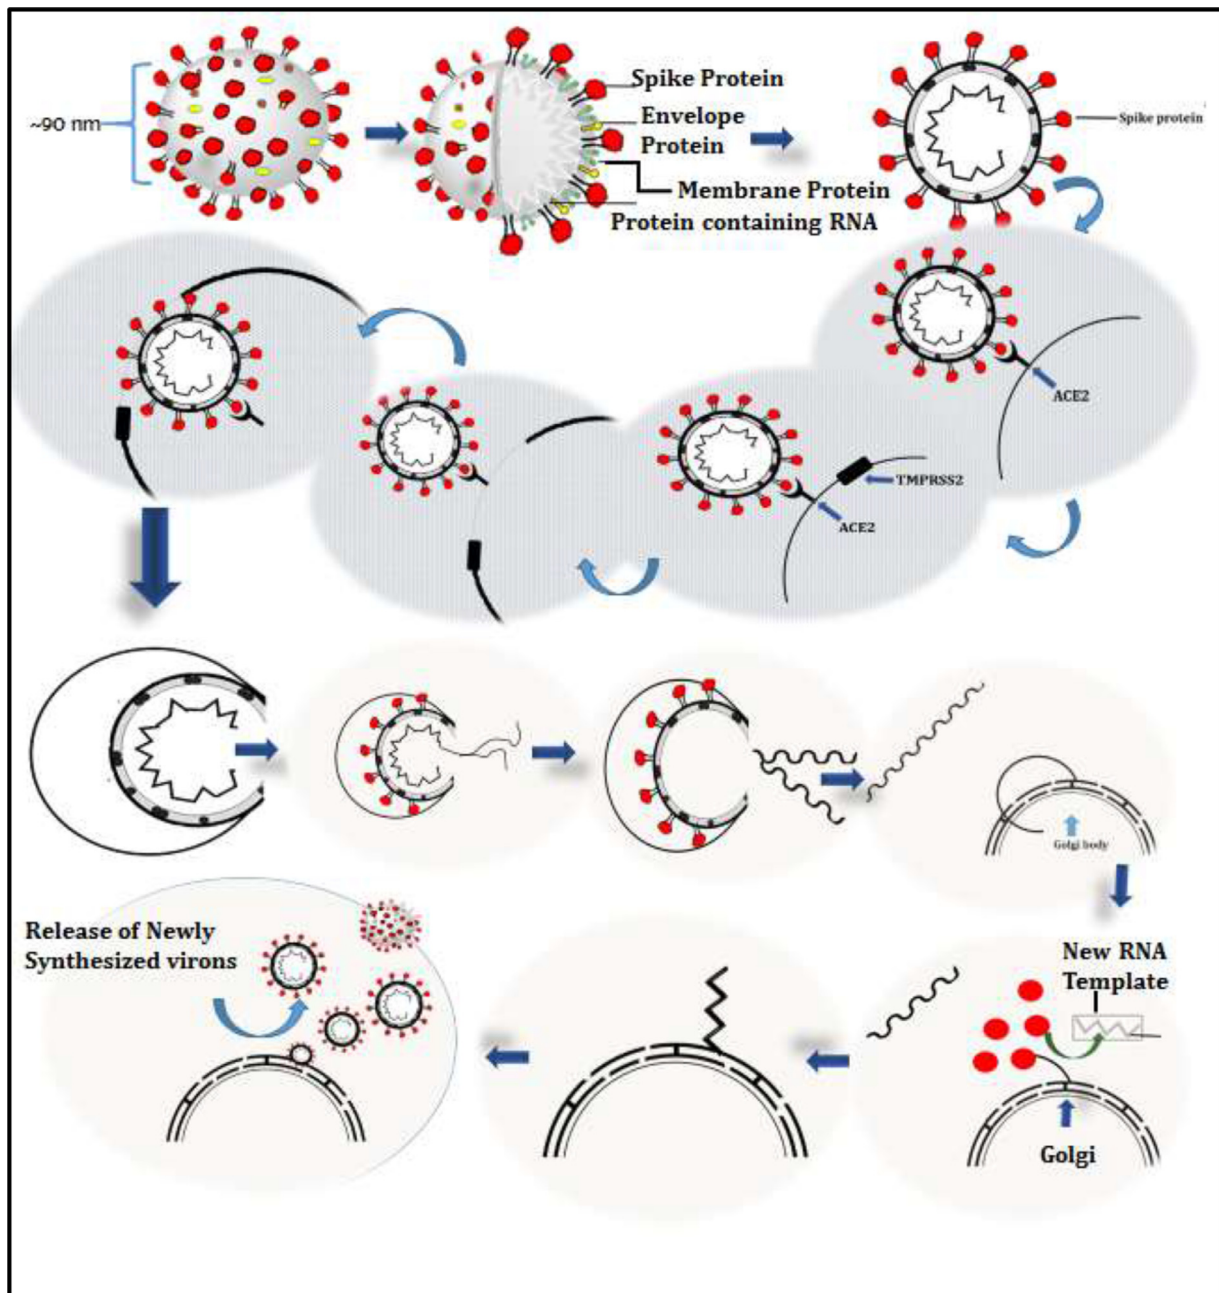 ~90 nm
Spike Protein
Envelope
Protein
Membrane Protein
Protein containing RNA
Spike protein
ACE2
TMPRSS2
ACE2
Golgi body
Release of Newly
Synthesized virons
New RNA
Template
Golgi